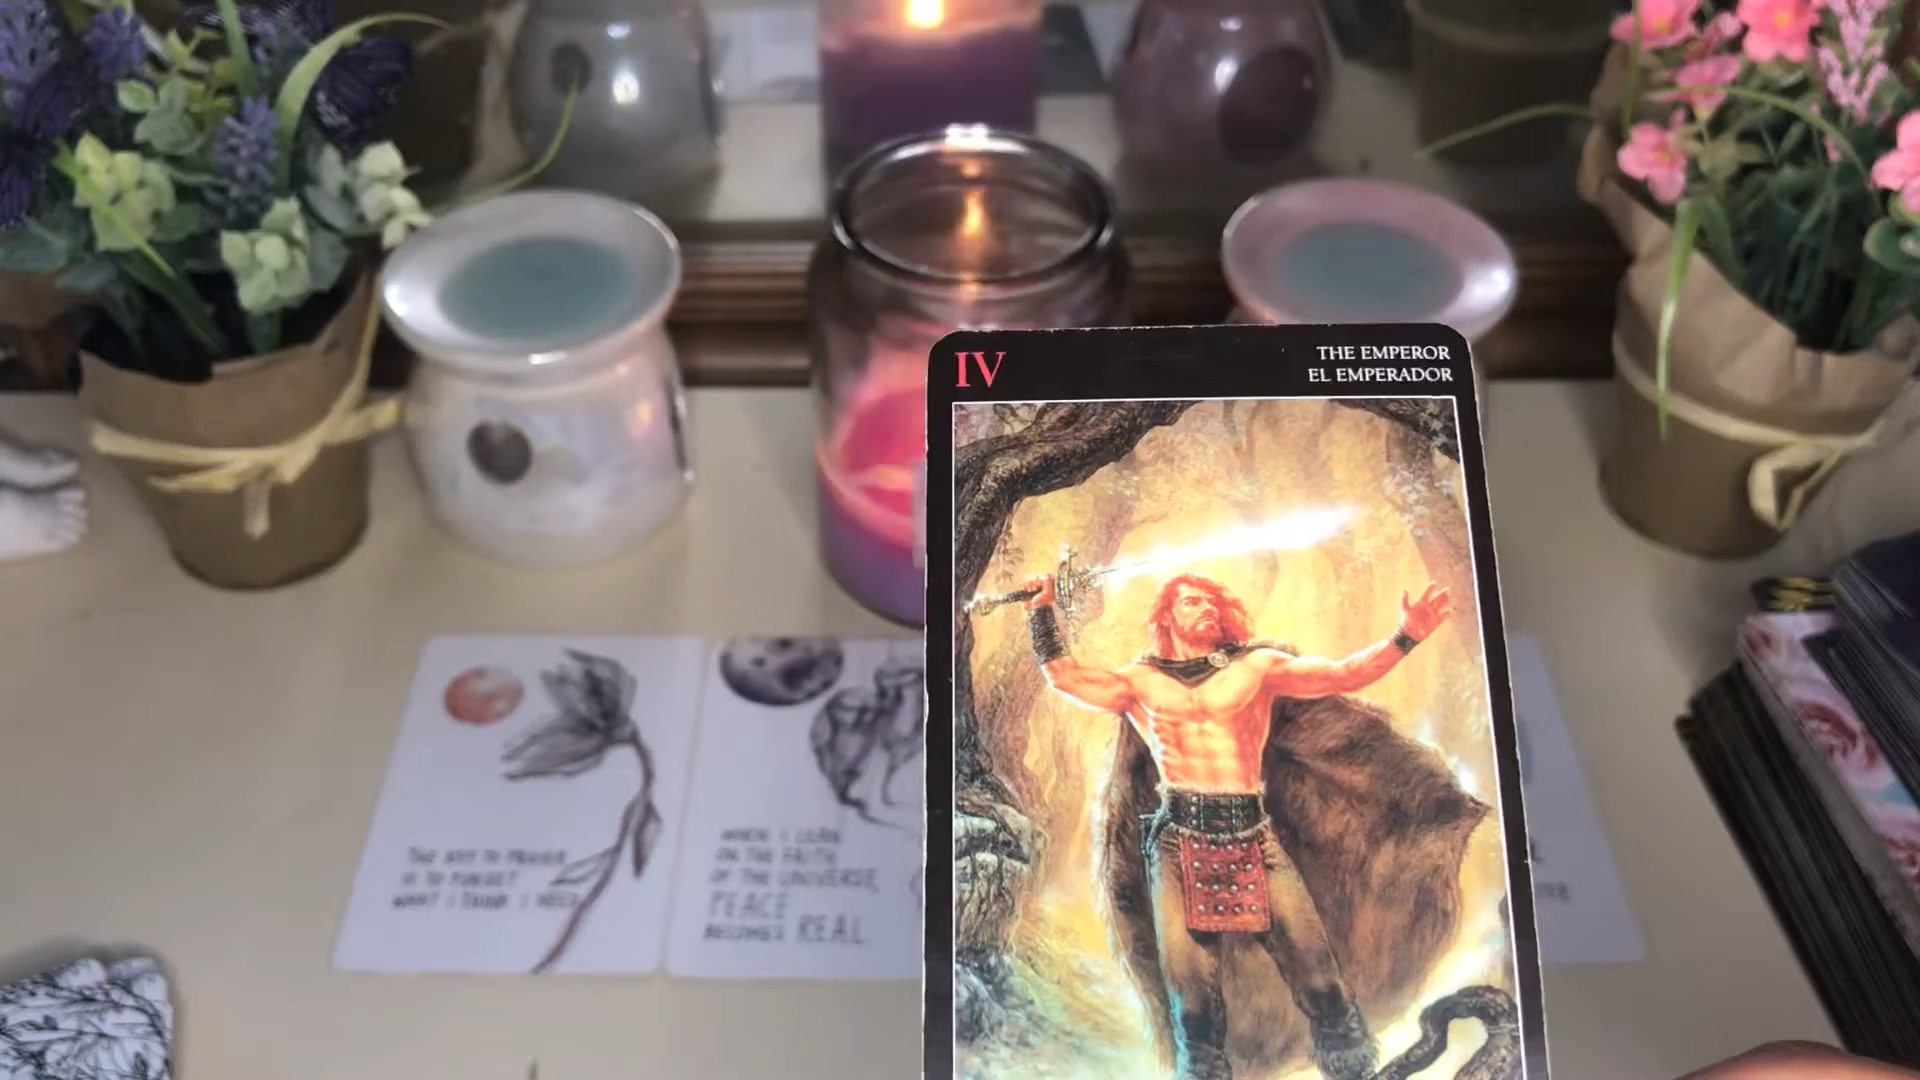 IV
THE EMPEROR
EL EMPERADOR
THE KEY TO PRAYER
IS TO FORGET
WHAT I THINK I NEED
WHEN I LEAN
ON THE FAITH
OF THE UNIVERSE,
PEACE
BECOMES REAL